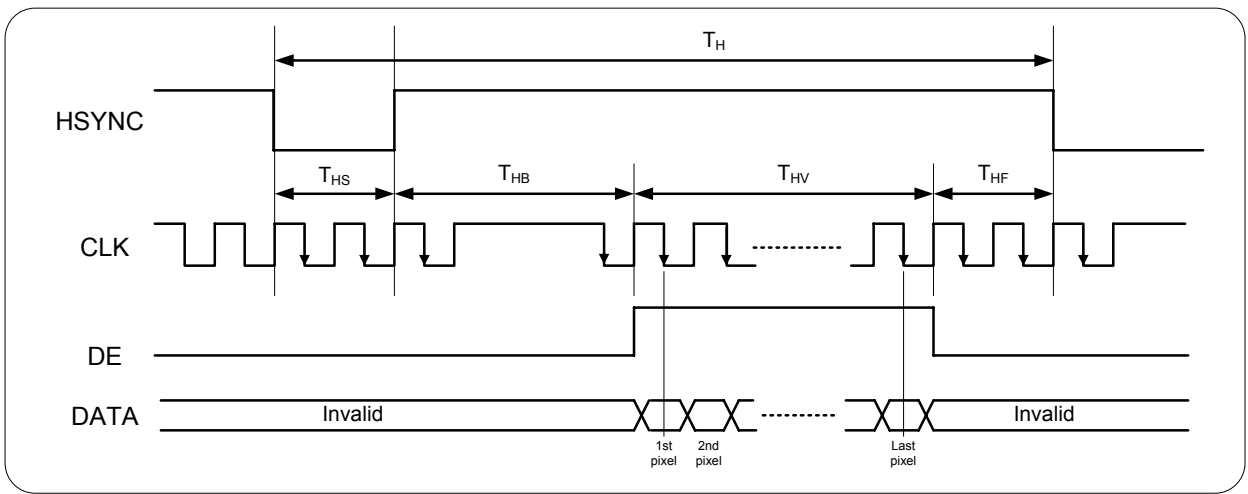 T_H
HSYNC
T_HS T_HB T_HV T_HF
CLK
DE
DATA Invalid Invalid
1st pixel 2nd pixel Last pixel